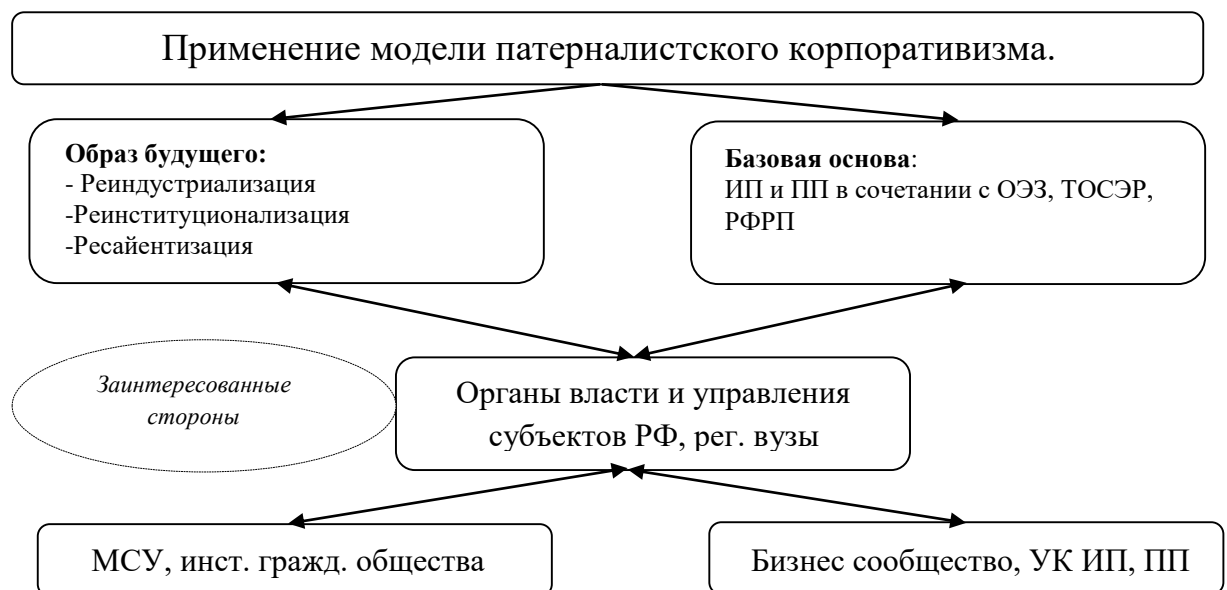 Применение модели патерналистского корпоративизма.
Образ будущего:
- Реиндустриализация
-Реинституционализация
-Ресайентизация
Базовая основа:
ИП и ПП в сочетании с ОЭЗ, ТОСЭР,
РФРП
Заинтересованные
стороны
Органы власти и управления
субъектов РФ, рег. вузы
МСУ, инст. гражд. общества
Бизнес сообщество, УК ИП, ПП